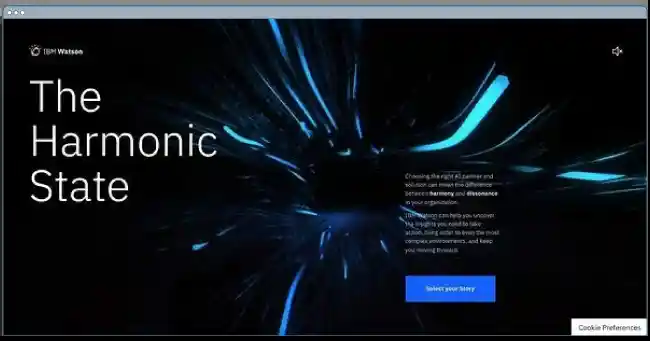 IBM Watson
The
Harmonic
State
Choosing the right AI partner and
solution can mean the difference
between harmony and dissonance
in your organization.
IBM Watson can help you uncover
the insights you need to take
action, bring order to even the most
complex environments, and keep
you moving forward.
Select your Story
Cookie Preferences